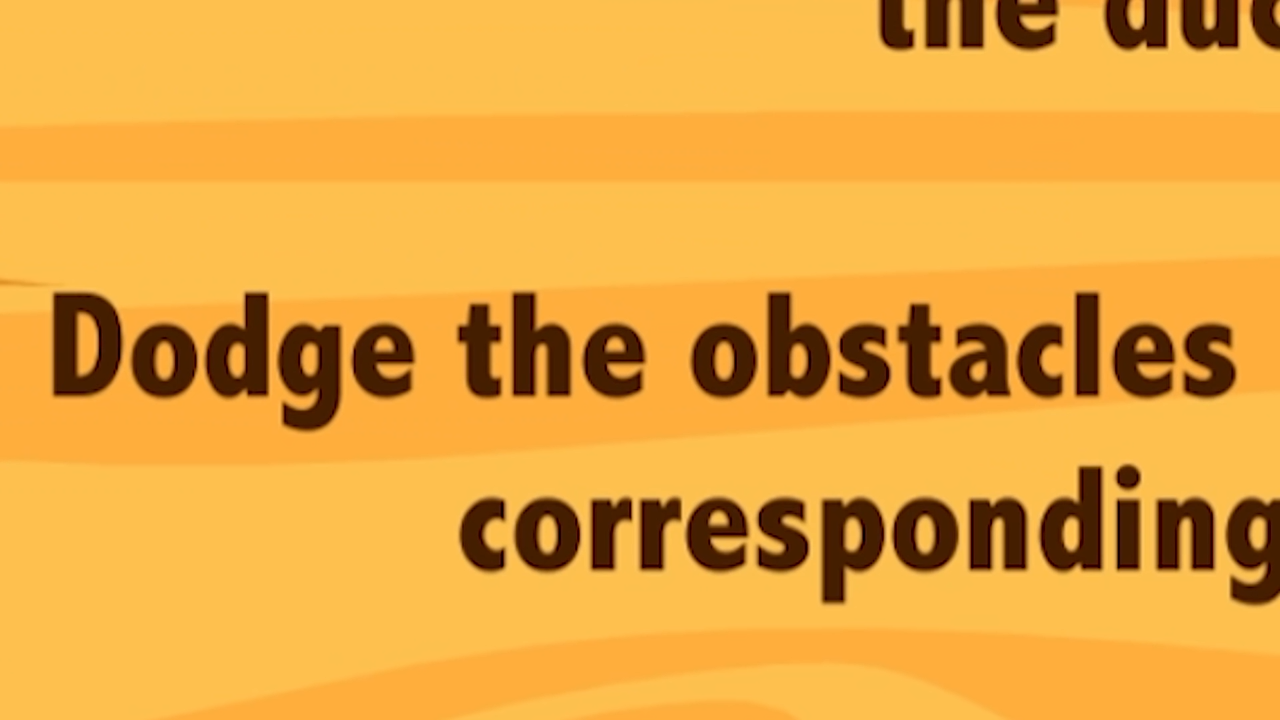 the
Dodge the obstacles
corresponding